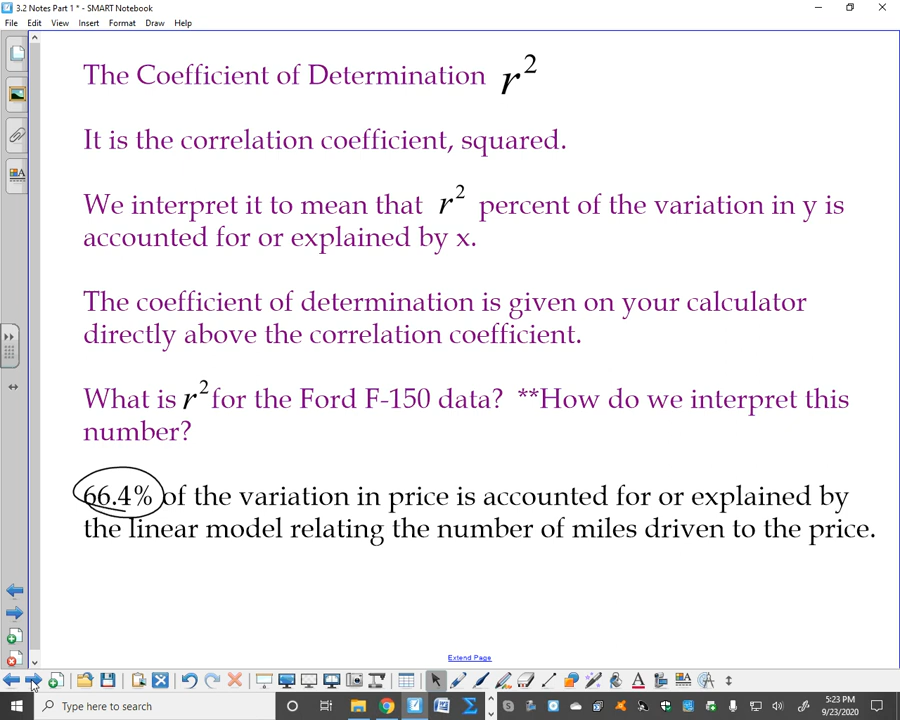 3.2 Notes Part 1 * - SMART Notebook
File Edit View Insert Format Draw Help
The Coefficient of Determination r²
It is the correlation coefficient, squared.
We interpret it to mean that r² percent of the variation in y is
accounted for or explained by x.
The coefficient of determination is given on your calculator
directly above the correlation coefficient.
What is r² for the Ford F-150 data? **How do we interpret this
number?
66.4% of the variation in price is accounted for or explained by
the linear model relating the number of miles driven to the price.
Extend Page
Type here to search
5:23 PM
9/23/2020